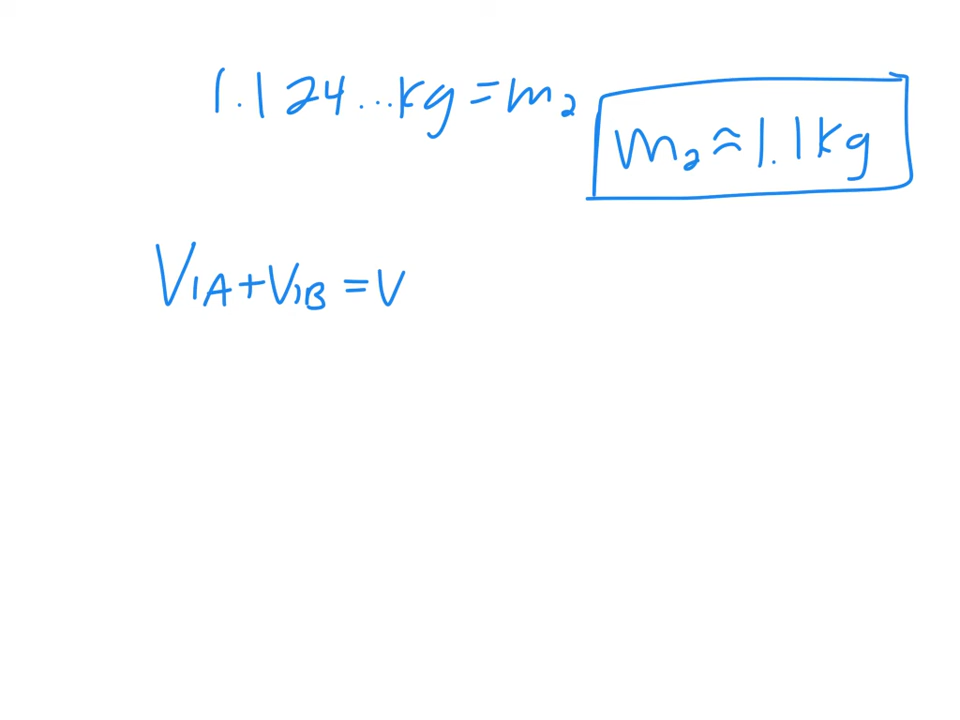 1.124...kg = m₂
m₂ ≈ 1.1kg
V₁A + V₁B = V